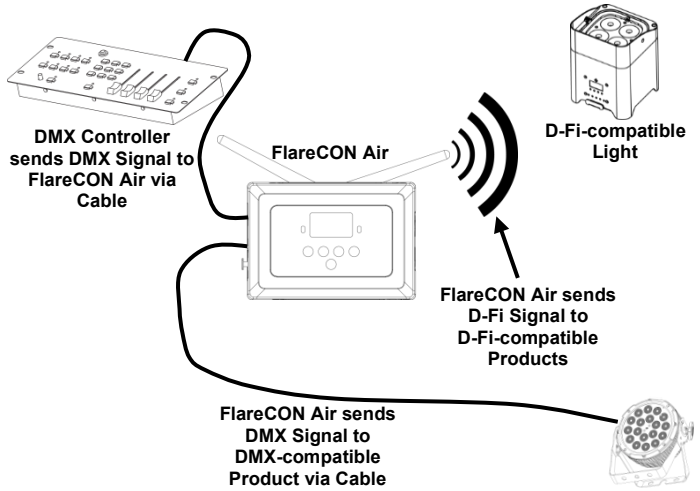 DMX Controller
sends DMX Signal to
FlareCON Air via
Cable
FlareCON Air
D-Fi-compatible
Light
FlareCON Air sends
D-Fi Signal to
D-Fi-compatible
Products
FlareCON Air sends
DMX Signal to
DMX-compatible
Product via Cable